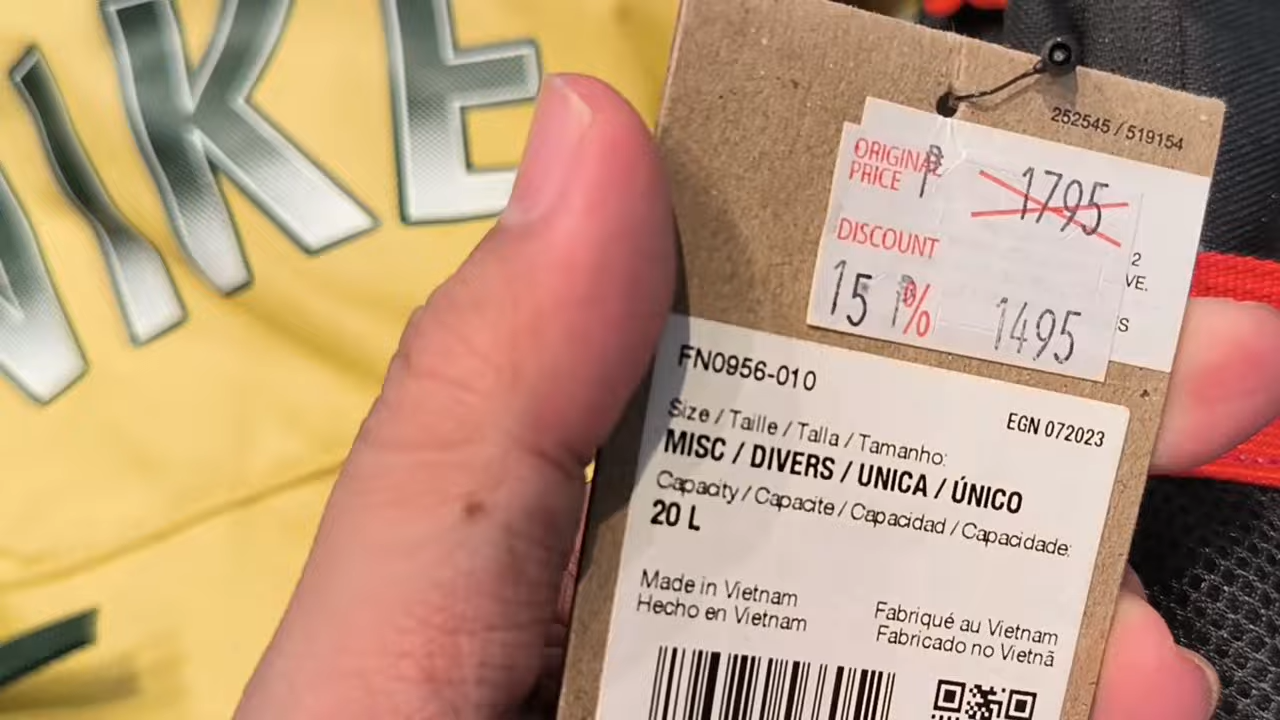 NIKE
252545 / 519154
ORIGINAL
PRICE ₱ 1795
DISCOUNT
15 % 1495
2
VE.
S
FN0956-010
EGN 072023
Size / Taille / Talla / Tamanho:
MISC / DIVERS / UNICA / ÚNICO
Capacity / Capacite / Capacidad / Capacidade:
20 L
Made in Vietnam
Hecho en Vietnam
Fabriqué au Vietnam
Fabricado no Vietnã